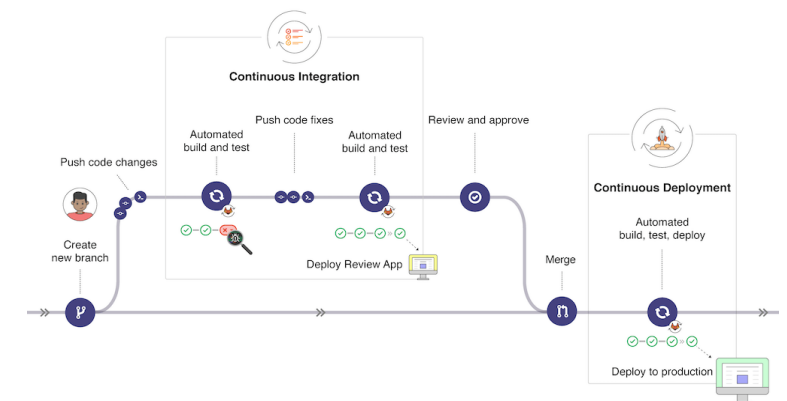 Continuous Integration
Push code changes
Automated
build and test
Push code fixes
Automated
build and test
Review and approve
Continuous Deployment
Create
new branch
Deploy Review App
Merge
Automated
build, test, deploy
Deploy to production